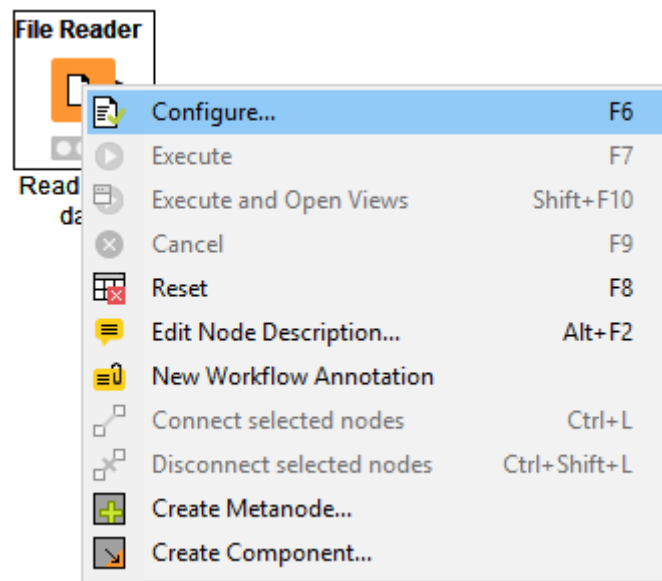 File Reader
Configure... F6
Execute F7
Read
Execute and Open Views Shift+F10
Cancel F9
Reset F8
Edit Node Description... Alt+F2
New Workflow Annotation
Connect selected nodes Ctrl+L
Disconnect selected nodes Ctrl+Shift+L
Create Metanode...
Create Component...